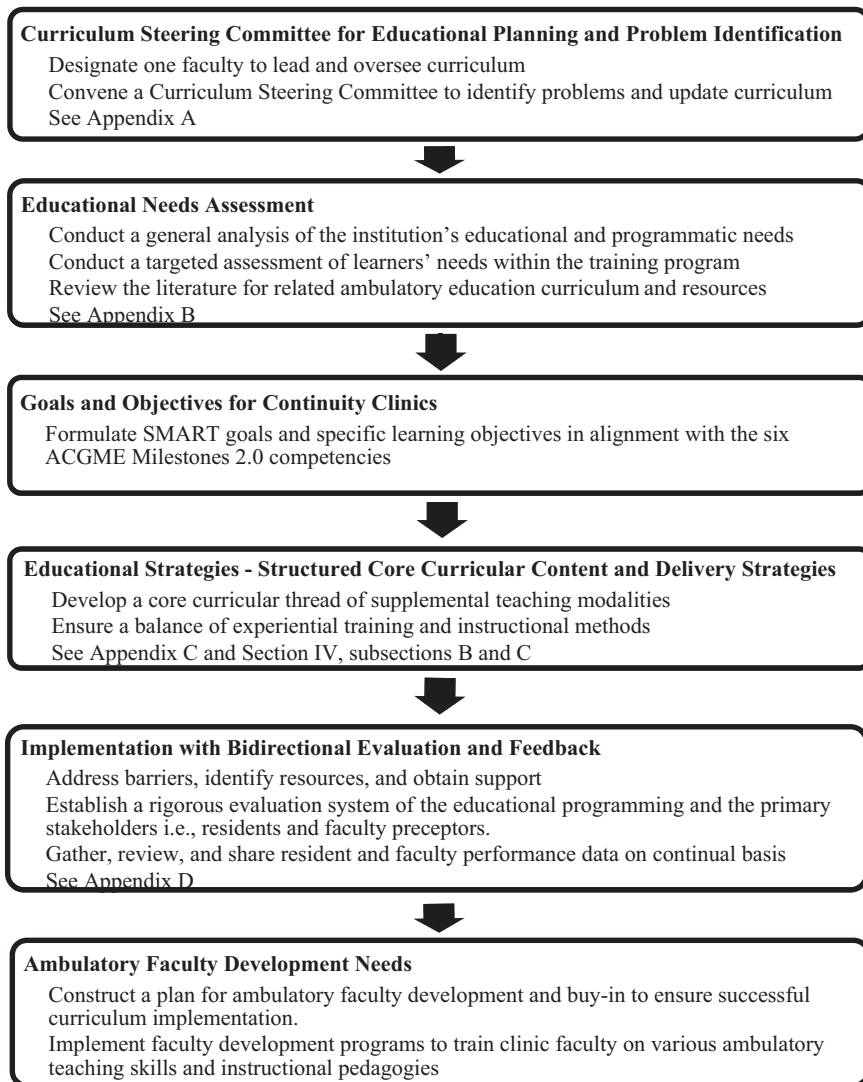 Curriculum Steering Committee for Educational Planning and Problem Identification
Designate one faculty to lead and oversee curriculum
Convene a Curriculum Steering Committee to identify problems and update curriculum
See Appendix A
Educational Needs Assessment
Conduct a general analysis of the institution's educational and programmatic needs
Conduct a targeted assessment of learners' needs within the training program
Review the literature for related ambulatory education curriculum and resources
See Appendix B
Goals and Objectives for Continuity Clinics
Formulate SMART goals and specific learning objectives in alignment with the six
ACGME Milestones 2.0 competencies
Educational Strategies - Structured Core Curricular Content and Delivery Strategies
Develop a core curricular thread of supplemental teaching modalities
Ensure a balance of experiential training and instructional methods
See Appendix C and Section IV, subsections B and C
Implementation with Bidirectional Evaluation and Feedback
Address barriers, identify resources, and obtain support
Establish a rigorous evaluation system of the educational programming and the primary
stakeholders i.e., residents and faculty preceptors.
Gather, review, and share resident and faculty performance data on continual basis
See Appendix D
Ambulatory Faculty Development Needs
Construct a plan for ambulatory faculty development and buy-in to ensure successful
curriculum implementation.
Implement faculty development programs to train clinic faculty on various ambulatory
teaching skills and instructional pedagogies